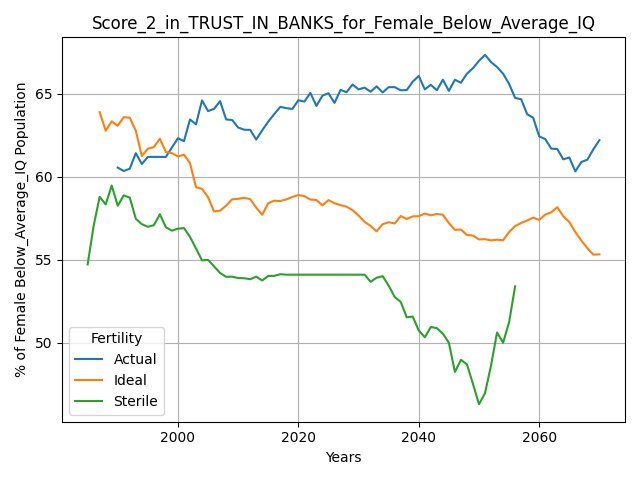 Score_2_in_TRUST_IN_BANKS_for_Female_Below_Average_IQ
% of Female Below_Average_IQ Population
65
60
55
50
Fertility
Actual
Ideal
Sterile
2000 2020 2040 2060
Years